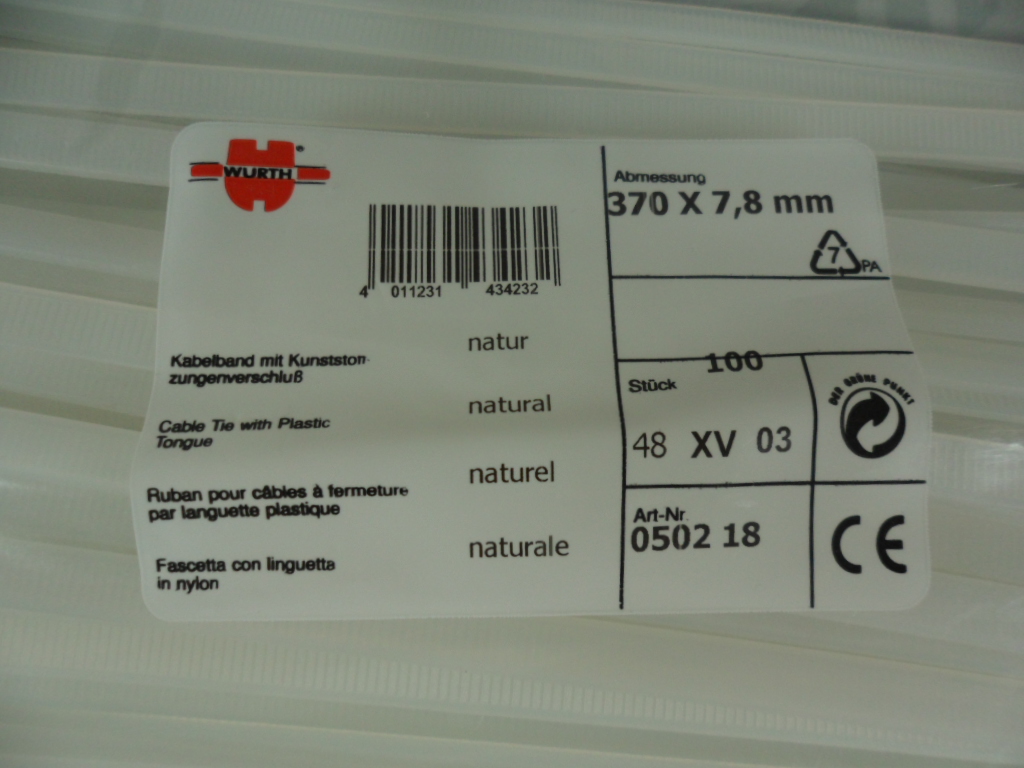 WURTH
®
4 011231 434232
Kabelband mit Kunststoff-
zungenverschluß
natur
Cable Tie with Plastic
Tongue
natural
Ruban pour câbles à fermeture
par languette plastique
naturel
Fascetta con linguetta
in nylon
naturale
Abmessung
370 X 7,8 mm
7
PA
100
Stück
48 XV 03
DER GRÜNE PUNKT
Art-Nr.
0502 18
CE